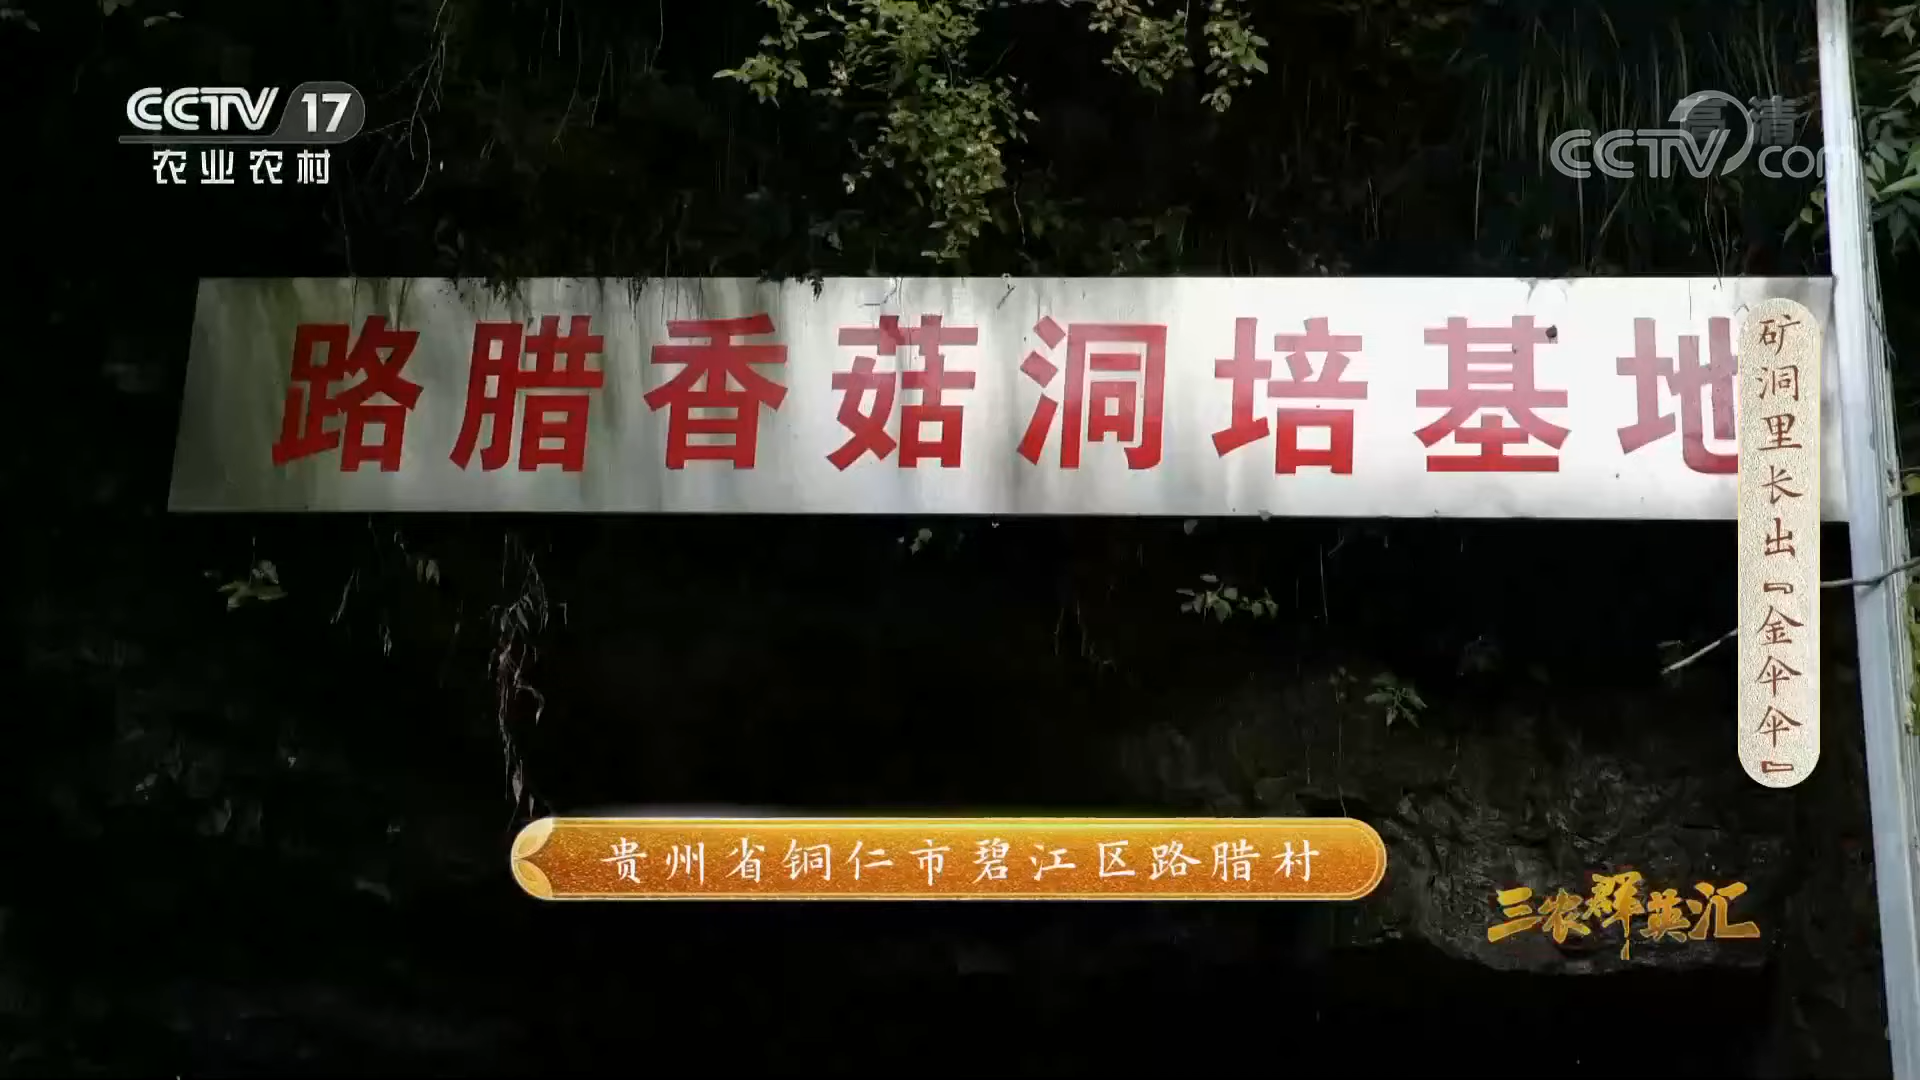 CCTV 17
农业农村
高清
CCTV.com
路腊香菇洞培基地
矿洞里长出『金伞伞』
贵州省铜仁市碧江区路腊村
三农群英汇